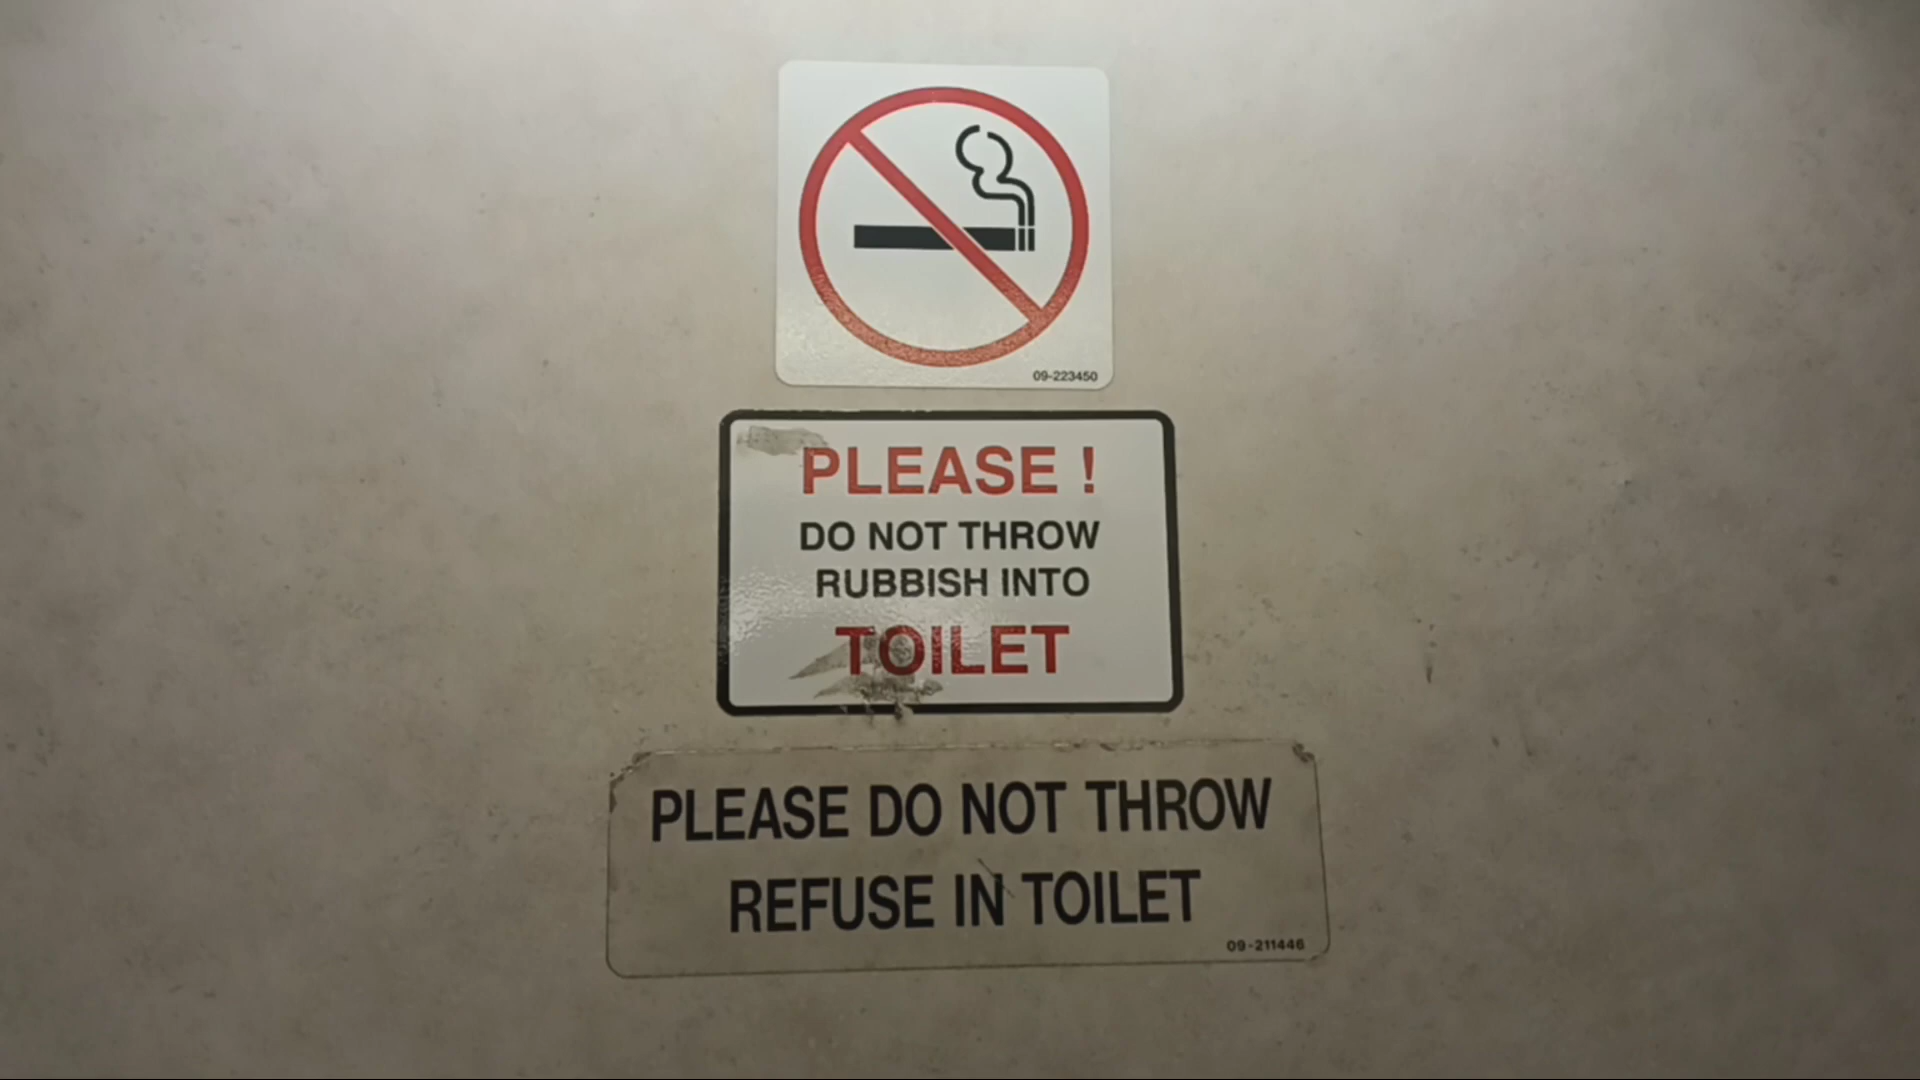 09-223450
PLEASE !
DO NOT THROW
RUBBISH INTO
TOILET
PLEASE DO NOT THROW
REFUSE IN TOILET
09-211446